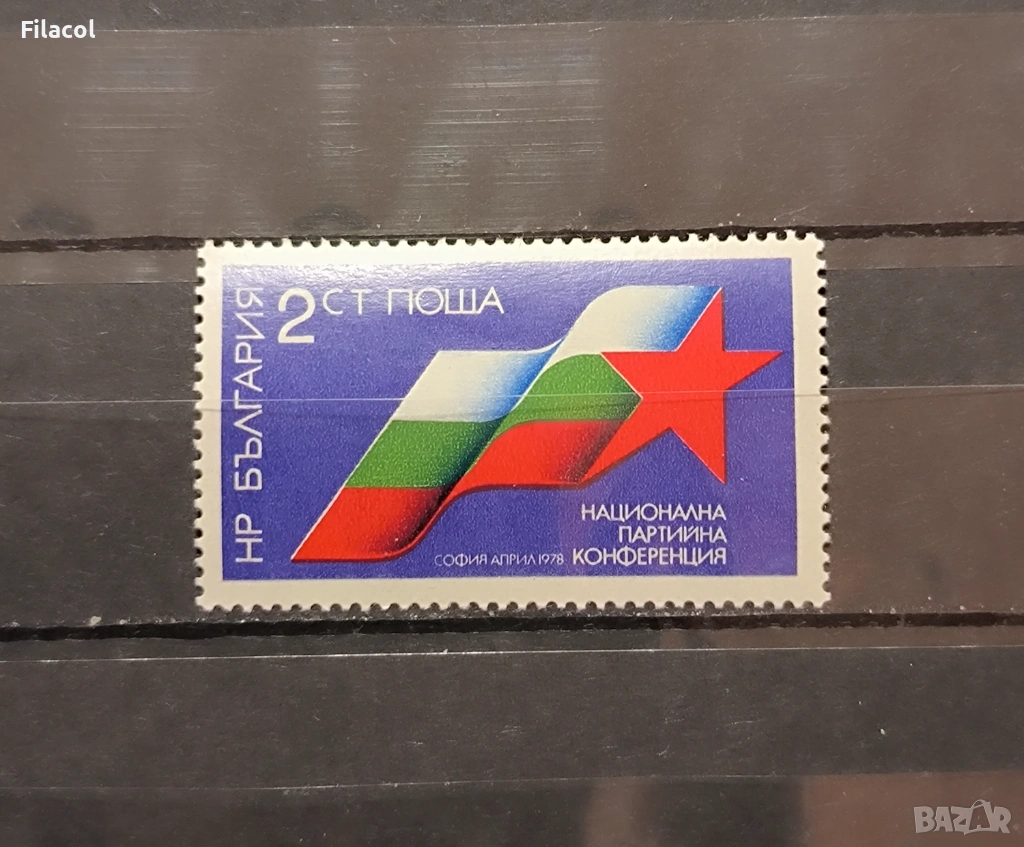 Filacol
НР БЪЛГАРИЯ
2 СТ ПОЩА
НАЦИОНАЛНА
ПАРТИЙНА
СОФИЯ АПРИЛ 1978 КОНФЕРЕНЦИЯ
BAZAR